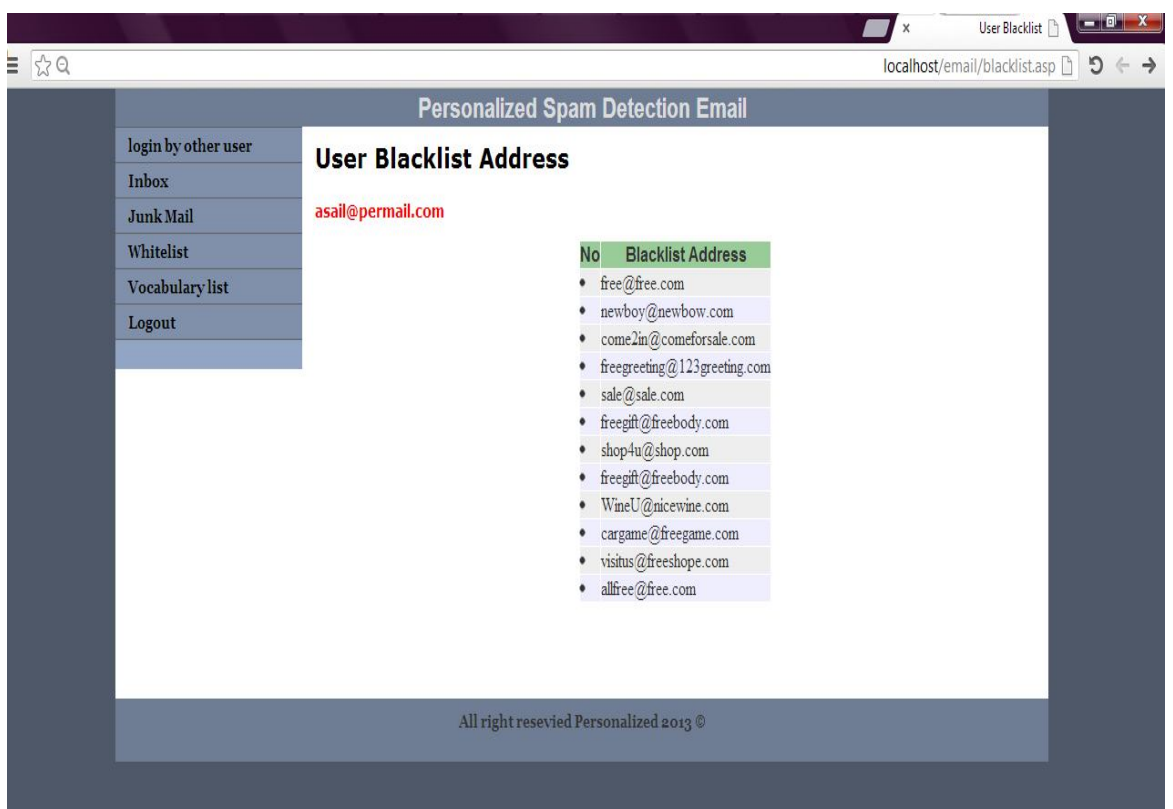 User Blacklist
localhost/email/blacklist.asp
Personalized Spam Detection Email
login by other user
Inbox
Junk Mail
Whitelist
Vocabulary list
Logout
User Blacklist Address
asail@permail.com
No Blacklist Address
free@free.com
newboy@newbow.com
come2in@comeforsale.com
freegreeting@123greeting.com
sale@sale.com
freegift@freebody.com
shop4u@shop.com
freegift@freebody.com
WineU@nicewine.com
cargame@freegame.com
visitus@freeshope.com
allfree@free.com
All right resevied Personalized 2013 ©